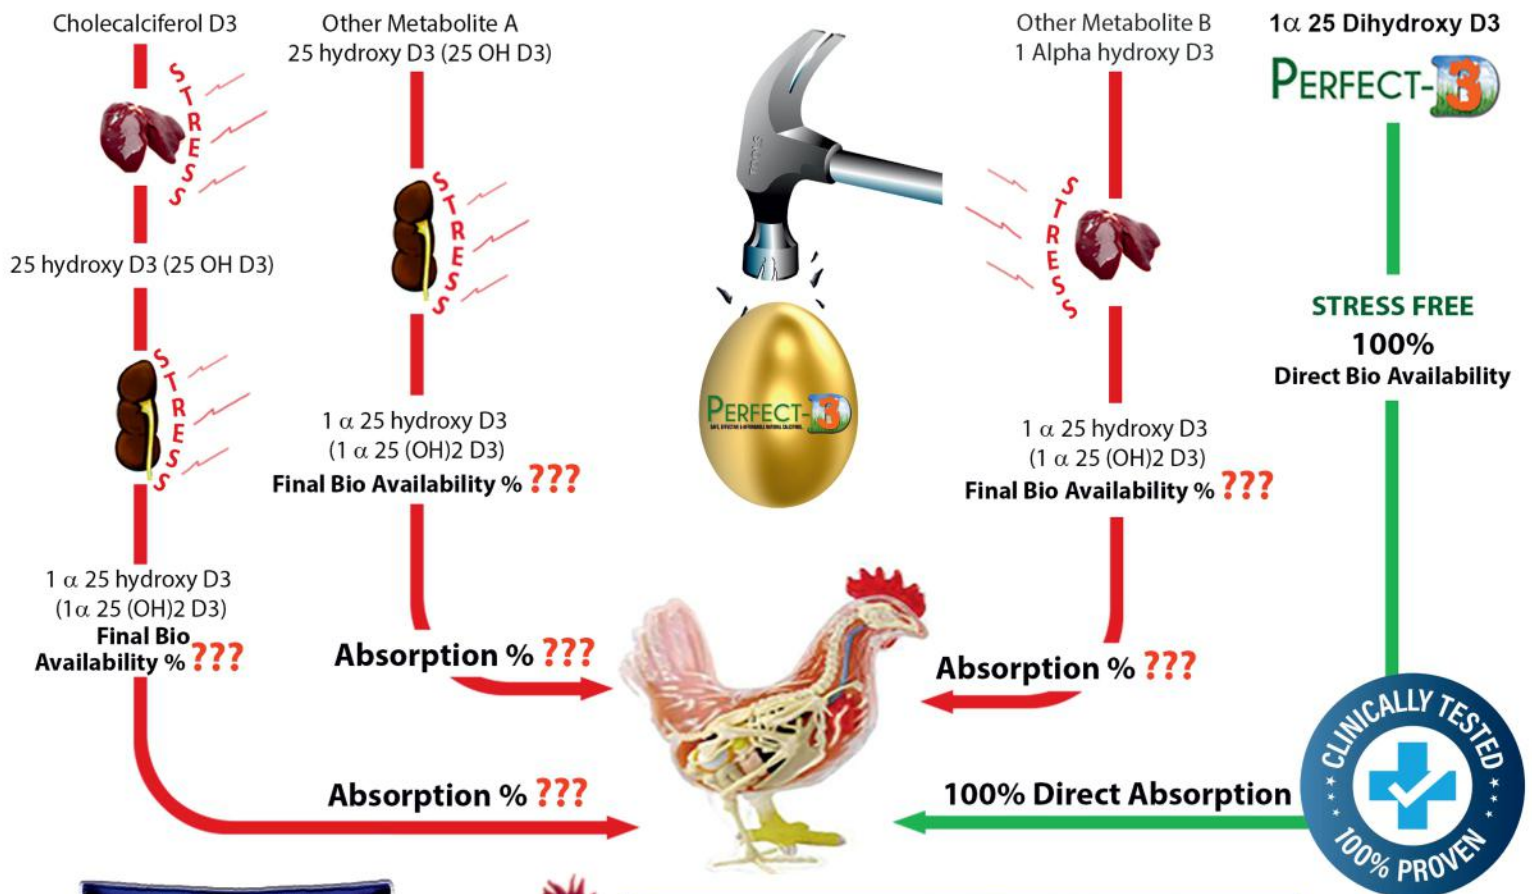 Cholecalciferol D3
STRESS
25 hydroxy D3 (25 OH D3)
STRESS
1 α 25 hydroxy D3
(1α 25 (OH)2 D3)
Final Bio
Availability % ???
Absorption % ???
Other Metabolite A
25 hydroxy D3 (25 OH D3)
STRESS
1 α 25 hydroxy D3
(1 α 25 (OH)2 D3)
Final Bio Availability % ???
Absorption % ???
PERFECT-D3
Other Metabolite B
1 Alpha hydroxy D3
STRESS
1 α 25 hydroxy D3
(1 α 25 (OH)2 D3)
Final Bio Availability % ???
Absorption % ???
1α 25 Dihydroxy D3
PERFECT-D3
STRESS FREE
100%
Direct Bio Availability
100% Direct Absorption
CLINICALLY TESTED
100% PROVEN